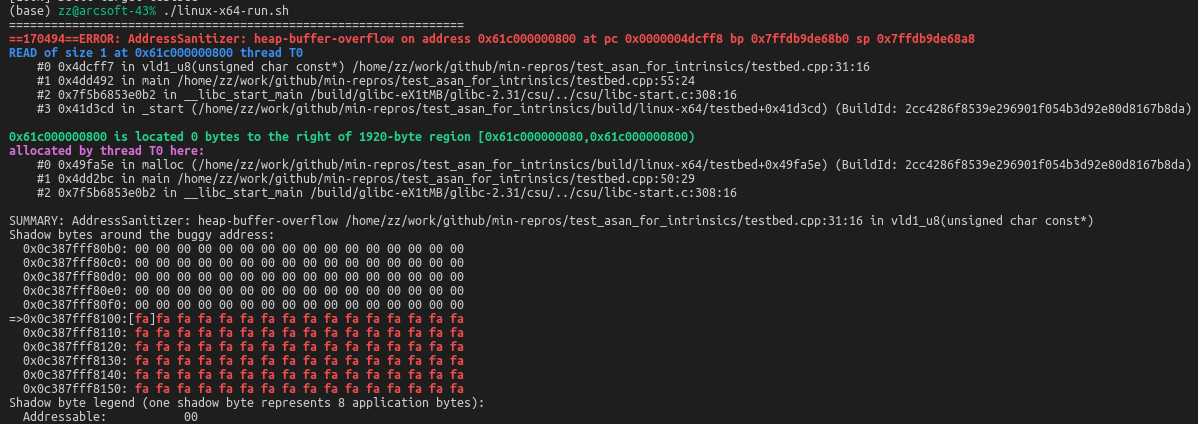 (base) zz@arcsoft-43% ./linux-x64-run.sh
=================================================================
==170494==ERROR: AddressSanitizer: heap-buffer-overflow on address 0x61c000000800 at pc 0x0000004dcff8 bp 0x7ffdb9de68b0 sp 0x7ffdb9de68a8
READ of size 1 at 0x61c000000800 thread T0
    #0 0x4dcff7 in vld1_u8(unsigned char const*) /home/zz/work/github/min-repros/test_asan_for_intrinsics/testbed.cpp:31:16
    #1 0x4dd492 in main /home/zz/work/github/min-repros/test_asan_for_intrinsics/testbed.cpp:55:24
    #2 0x7f5b6853e0b2 in __libc_start_main /build/glibc-eX1tMB/glibc-2.31/csu/../csu/libc-start.c:308:16
    #3 0x41d3cd in _start (/home/zz/work/github/min-repros/test_asan_for_intrinsics/build/linux-x64/testbed+0x41d3cd) (BuildId: 2cc4286f8539e296901f054b3d92e80d8167b8da)

0x61c000000800 is located 0 bytes to the right of 1920-byte region [0x61c000000080,0x61c000000800)
allocated by thread T0 here:
    #0 0x49fa5e in malloc (/home/zz/work/github/min-repros/test_asan_for_intrinsics/build/linux-x64/testbed+0x49fa5e) (BuildId: 2cc4286f8539e296901f054b3d92e80d8167b8da)
    #1 0x4dd2bc in main /home/zz/work/github/min-repros/test_asan_for_intrinsics/testbed.cpp:50:29
    #2 0x7f5b6853e0b2 in __libc_start_main /build/glibc-eX1tMB/glibc-2.31/csu/../csu/libc-start.c:308:16

SUMMARY: AddressSanitizer: heap-buffer-overflow /home/zz/work/github/min-repros/test_asan_for_intrinsics/testbed.cpp:31:16 in vld1_u8(unsigned char const*)
Shadow bytes around the buggy address:
  0x0c387fff80b0: 00 00 00 00 00 00 00 00 00 00 00 00 00 00 00 00
  0x0c387fff80c0: 00 00 00 00 00 00 00 00 00 00 00 00 00 00 00 00
  0x0c387fff80d0: 00 00 00 00 00 00 00 00 00 00 00 00 00 00 00 00
  0x0c387fff80e0: 00 00 00 00 00 00 00 00 00 00 00 00 00 00 00 00
  0x0c387fff80f0: 00 00 00 00 00 00 00 00 00 00 00 00 00 00 00 00
=>0x0c387fff8100:[fa]fa fa fa fa fa fa fa fa fa fa fa fa fa fa fa
  0x0c387fff8110: fa fa fa fa fa fa fa fa fa fa fa fa fa fa fa fa
  0x0c387fff8120: fa fa fa fa fa fa fa fa fa fa fa fa fa fa fa fa
  0x0c387fff8130: fa fa fa fa fa fa fa fa fa fa fa fa fa fa fa fa
  0x0c387fff8140: fa fa fa fa fa fa fa fa fa fa fa fa fa fa fa fa
  0x0c387fff8150: fa fa fa fa fa fa fa fa fa fa fa fa fa fa fa fa
Shadow byte legend (one shadow byte represents 8 application bytes):
  Addressable:           00